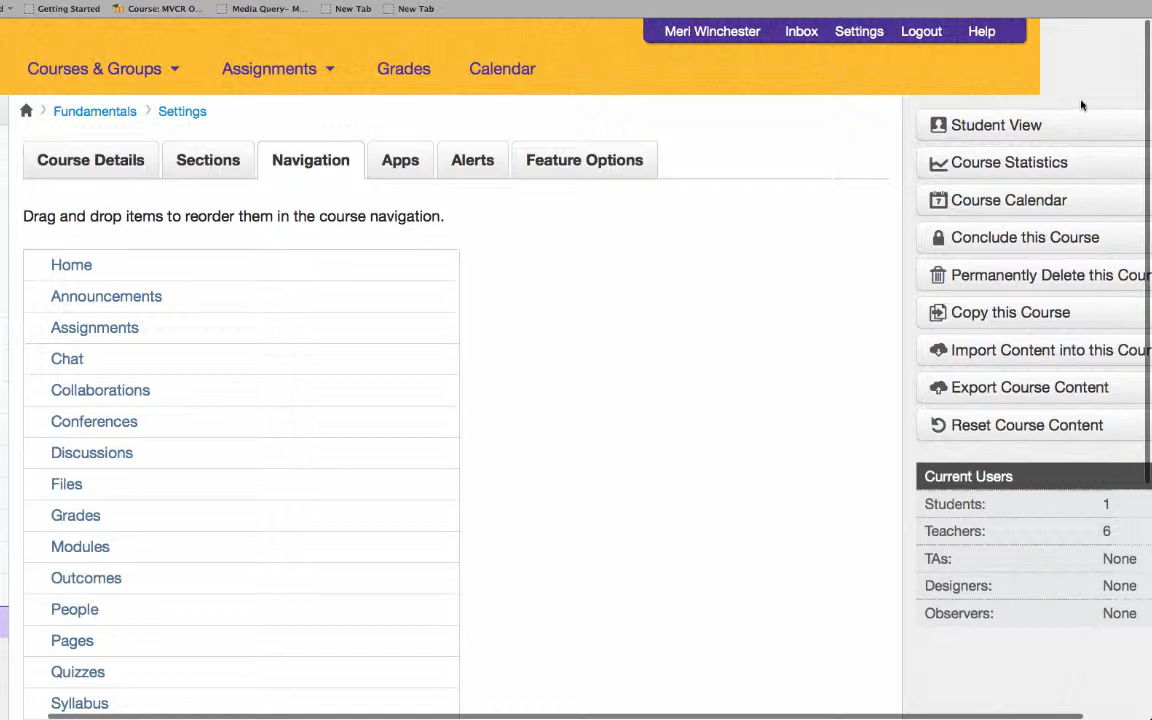 Getting Started Course: MVCR O... Media Query– M... New Tab New Tab
Meri Winchester Inbox Settings Logout Help
Courses & Groups Assignments Grades Calendar
Fundamentals Settings
Course Details Sections Navigation Apps Alerts Feature Options
Drag and drop items to reorder them in the course navigation.
Home
Announcements
Assignments
Chat
Collaborations
Conferences
Discussions
Files
Grades
Modules
Outcomes
People
Pages
Quizzes
Syllabus
Student View
Course Statistics
7 Course Calendar
Conclude this Course
Permanently Delete this Cour
Copy this Course
Import Content into this Cour
Export Course Content
Reset Course Content
Current Users
Students: 1
Teachers: 6
TAs: None
Designers: None
Observers: None